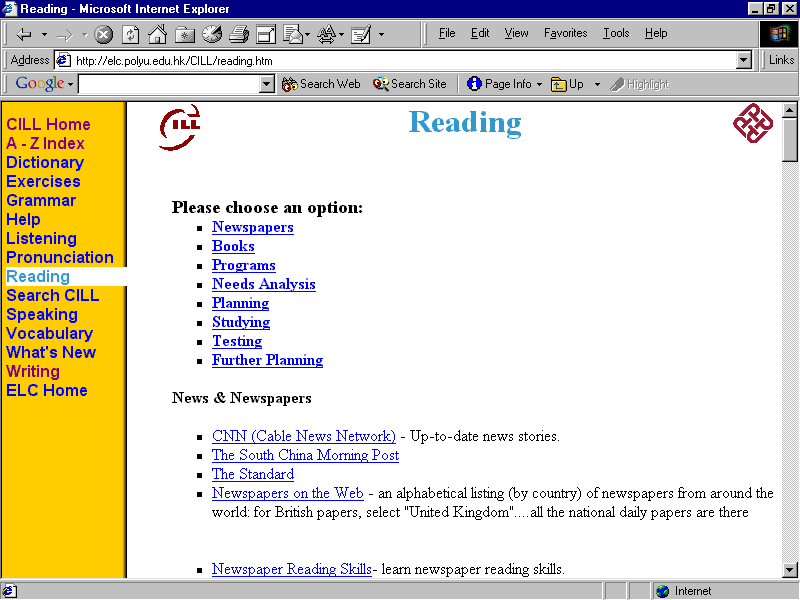 Reading - Microsoft Internet Explorer
File Edit View Favorites Tools Help
Address http://elc.polyu.edu.hk/CILL/reading.htm Links
Google Search Web Search Site Page Info Up Highlight
CILL Home
A - Z Index
Dictionary
Exercises
Grammar
Help
Listening
Pronunciation
Reading
Search CILL
Speaking
Vocabulary
What's New
Writing
ELC Home
CILL
Reading
Please choose an option:
Newspapers
Books
Programs
Needs Analysis
Planning
Studying
Testing
Further Planning
News & Newspapers
CNN (Cable News Network) - Up-to-date news stories.
The South China Morning Post
The Standard
Newspapers on the Web - an alphabetical listing (by country) of newspapers from around the
world: for British papers, select "United Kingdom"....all the national daily papers are there
Newspaper Reading Skills- learn newspaper reading skills.
Internet